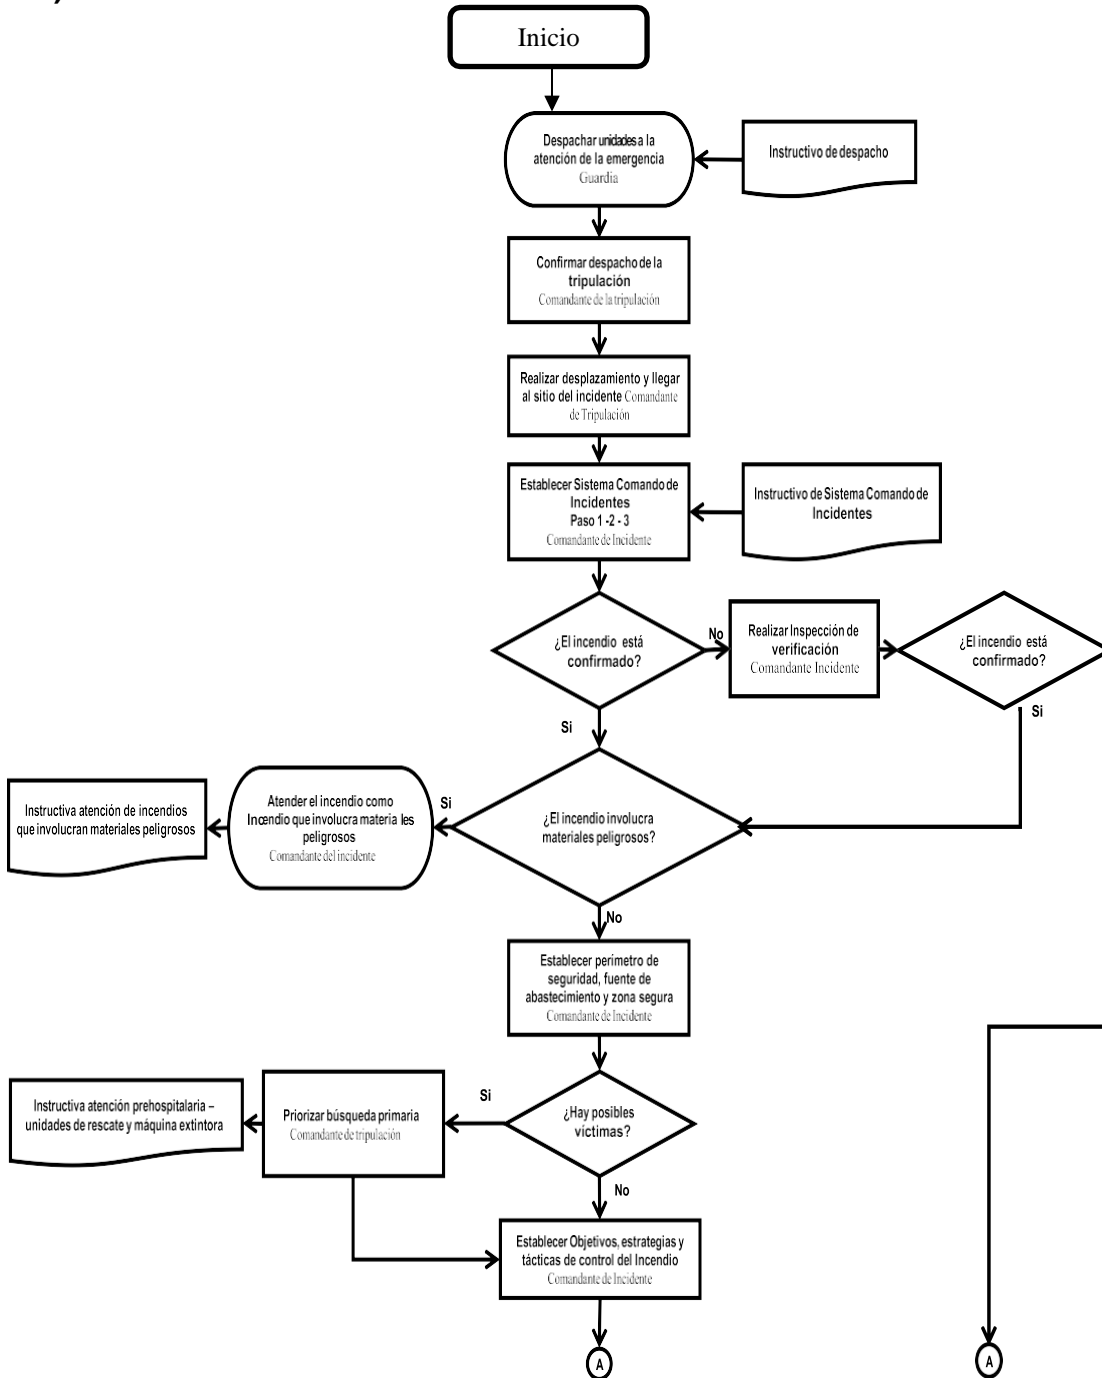 Inicio
Despachar unidades a la
atención de la emergencia
Guardia
Instructivo de despacho
Confirmar despacho de la
tripulación
Comandante de la tripulación
Realizar desplazamiento y llegar
al sitio del incidente Comandante
de Tripulación
Establecer Sistema Comando de
Incidentes
Paso 1 -2 - 3
Comandante de Incidente
Instructivo de Sistema Comando de
Incidentes
¿El incendio está
confirmado?
No
Realizar Inspección de
verificación
Comandante Incidente
¿El incendio está
confirmado?
Si
Si
Instructiva atención de incendios
que involucran materiales peligrosos
Atender el incendio como
Incendio que involucra materia les
peligrosos
Comandante del incidente
Si
¿El incendio involucra
materiales peligrosos?
No
Establecer perímetro de
seguridad, fuente de
abastecimiento y zona segura
Comandante de Incidente
Instructiva atención prehospitalaria –
unidades de rescate y máquina extintora
Priorizar búsqueda primaria
Comandante de tripulación
Si
¿Hay posibles
víctimas?
No
Establecer Objetivos, estrategias y
tácticas de control del Incendio
Comandante de Incidente
A
A